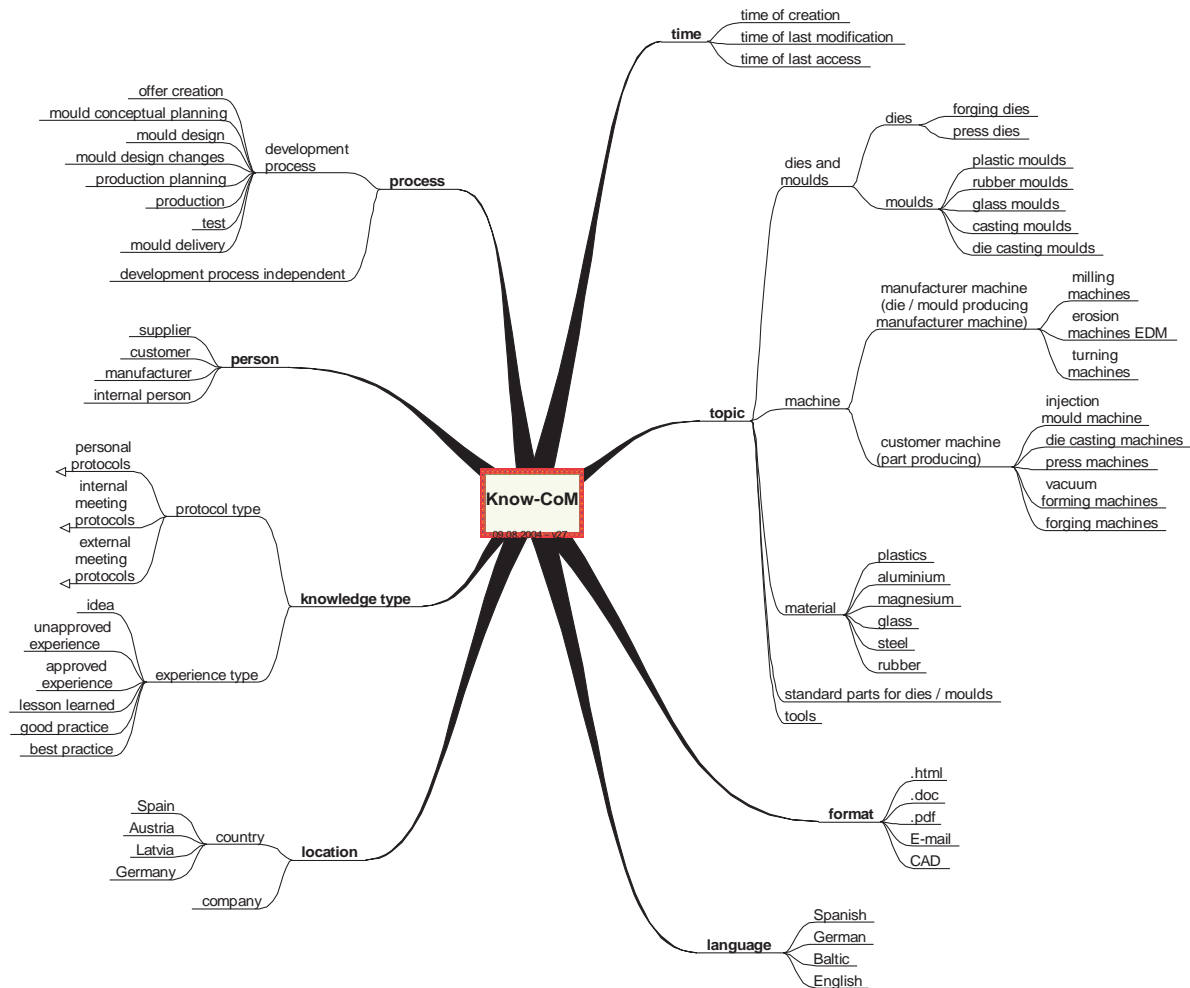 time
time of creation
time of last modification
time of last access
process
development
process
offer creation
mould conceptual planning
mould design
mould design changes
production planning
production
test
mould delivery
development process independent
person
supplier
customer
manufacturer
internal person
Know-CoM
09.08.2004 – v27
knowledge type
protocol type
personal
protocols
internal
meeting
protocols
external
meeting
protocols
experience type
idea
unapproved
experience
approved
experience
lesson learned
good practice
best practice
location
country
Spain
Austria
Latvia
Germany
company
topic
dies and
moulds
dies
forging dies
press dies
moulds
plastic moulds
rubber moulds
glass moulds
casting moulds
die casting moulds
machine
manufacturer machine
(die / mould producing
manufacturer machine)
milling
machines
erosion
machines EDM
turning
machines
customer machine
(part producing)
injection
mould machine
die casting machines
press machines
vacuum
forming machines
forging machines
material
plastics
aluminium
magnesium
glass
steel
rubber
standard parts for dies / moulds
tools
format
.html
.doc
.pdf
E-mail
CAD
language
Spanish
German
Baltic
English